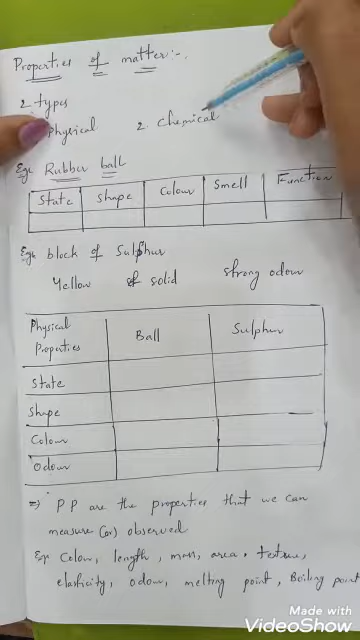 Properties of matter:-
2 types
Physical 2. Chemical
Eg: Rubber ball
State Shape Colour Smell Function
Eg: block of Sulphur
Yellow solid strong odour
Physical Properties Ball Sulphur
State
Shape
Colour
Odour
=> PP are the properties that we can
measure (or) observed
Eg: Colour, length, mass, area, texture,
elasticity, odour, melting point, Boiling point
Made with
VideoShow